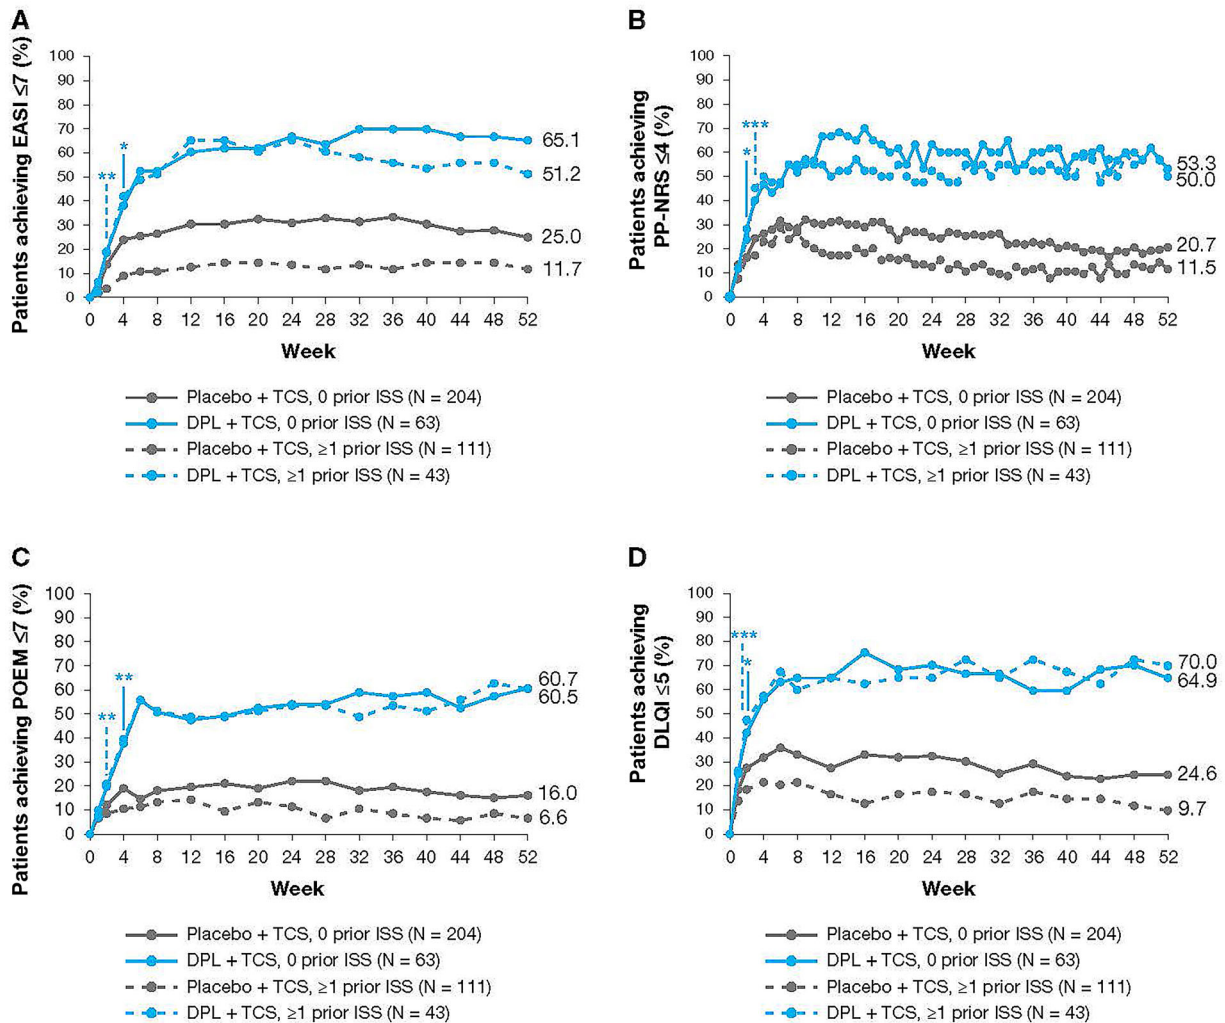 A
Patients achieving EASI ≤7 (%)
100
90
80
70
60
50
40
30
20
10
0
**
*
65.1
51.2
25.0
11.7
0 4 8 12 16 20 24 28 32 36 40 44 48 52
Week
Placebo + TCS, 0 prior ISS (N = 204)
DPL + TCS, 0 prior ISS (N = 63)
Placebo + TCS, ≥1 prior ISS (N = 111)
DPL + TCS, ≥1 prior ISS (N = 43)
B
Patients achieving
PP-NRS ≤4 (%)
100
90
80
70
60
50
40
30
20
10
0
***
*
53.3
50.0
20.7
11.5
0 4 8 12 16 20 24 28 32 36 40 44 48 52
Week
Placebo + TCS, 0 prior ISS (N = 204)
DPL + TCS, 0 prior ISS (N = 63)
Placebo + TCS, ≥1 prior ISS (N = 111)
DPL + TCS, ≥1 prior ISS (N = 43)
C
Patients achieving POEM ≤7 (%)
100
90
80
70
60
50
40
30
20
10
0
**
**
60.7
60.5
16.0
6.6
0 4 8 12 16 20 24 28 32 36 40 44 48 52
Week
Placebo + TCS, 0 prior ISS (N = 204)
DPL + TCS, 0 prior ISS (N = 63)
Placebo + TCS, ≥1 prior ISS (N = 111)
DPL + TCS, ≥1 prior ISS (N = 43)
D
Patients achieving
DLQI ≤5 (%)
100
90
80
70
60
50
40
30
20
10
0
***
*
70.0
64.9
24.6
9.7
0 4 8 12 16 20 24 28 32 36 40 44 48 52
Week
Placebo + TCS, 0 prior ISS (N = 204)
DPL + TCS, 0 prior ISS (N = 63)
Placebo + TCS, ≥1 prior ISS (N = 111)
DPL + TCS, ≥1 prior ISS (N = 43)